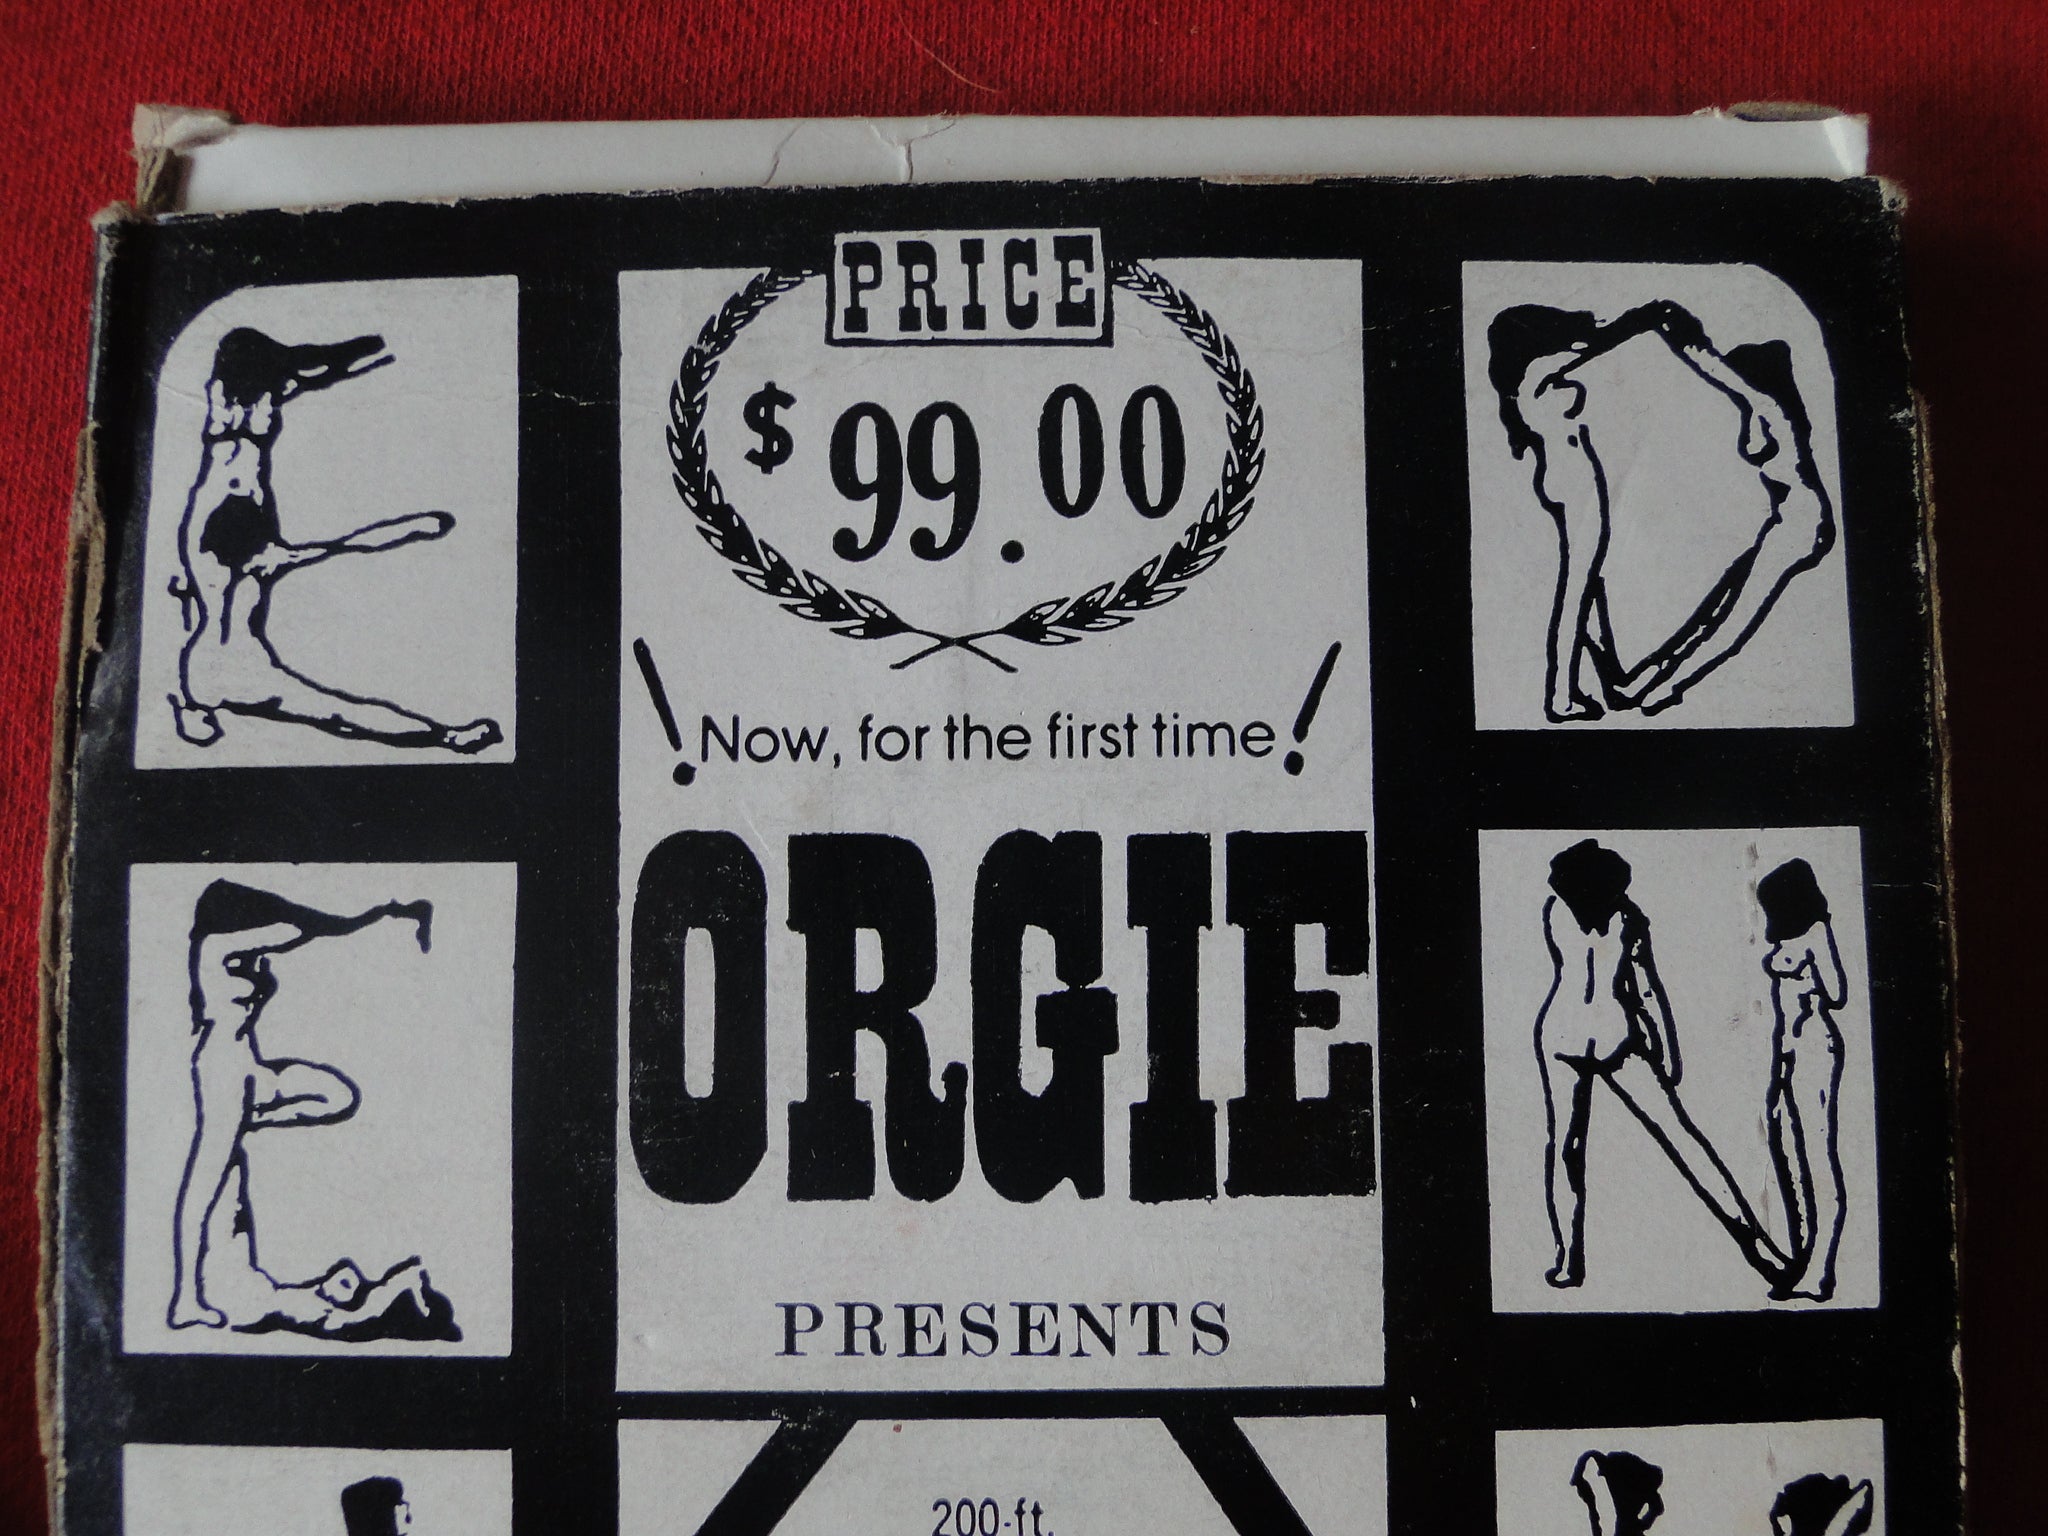 PRICE
$ 99.00
! Now, for the first time !
ORGIE
PRESENTS
200-ft.